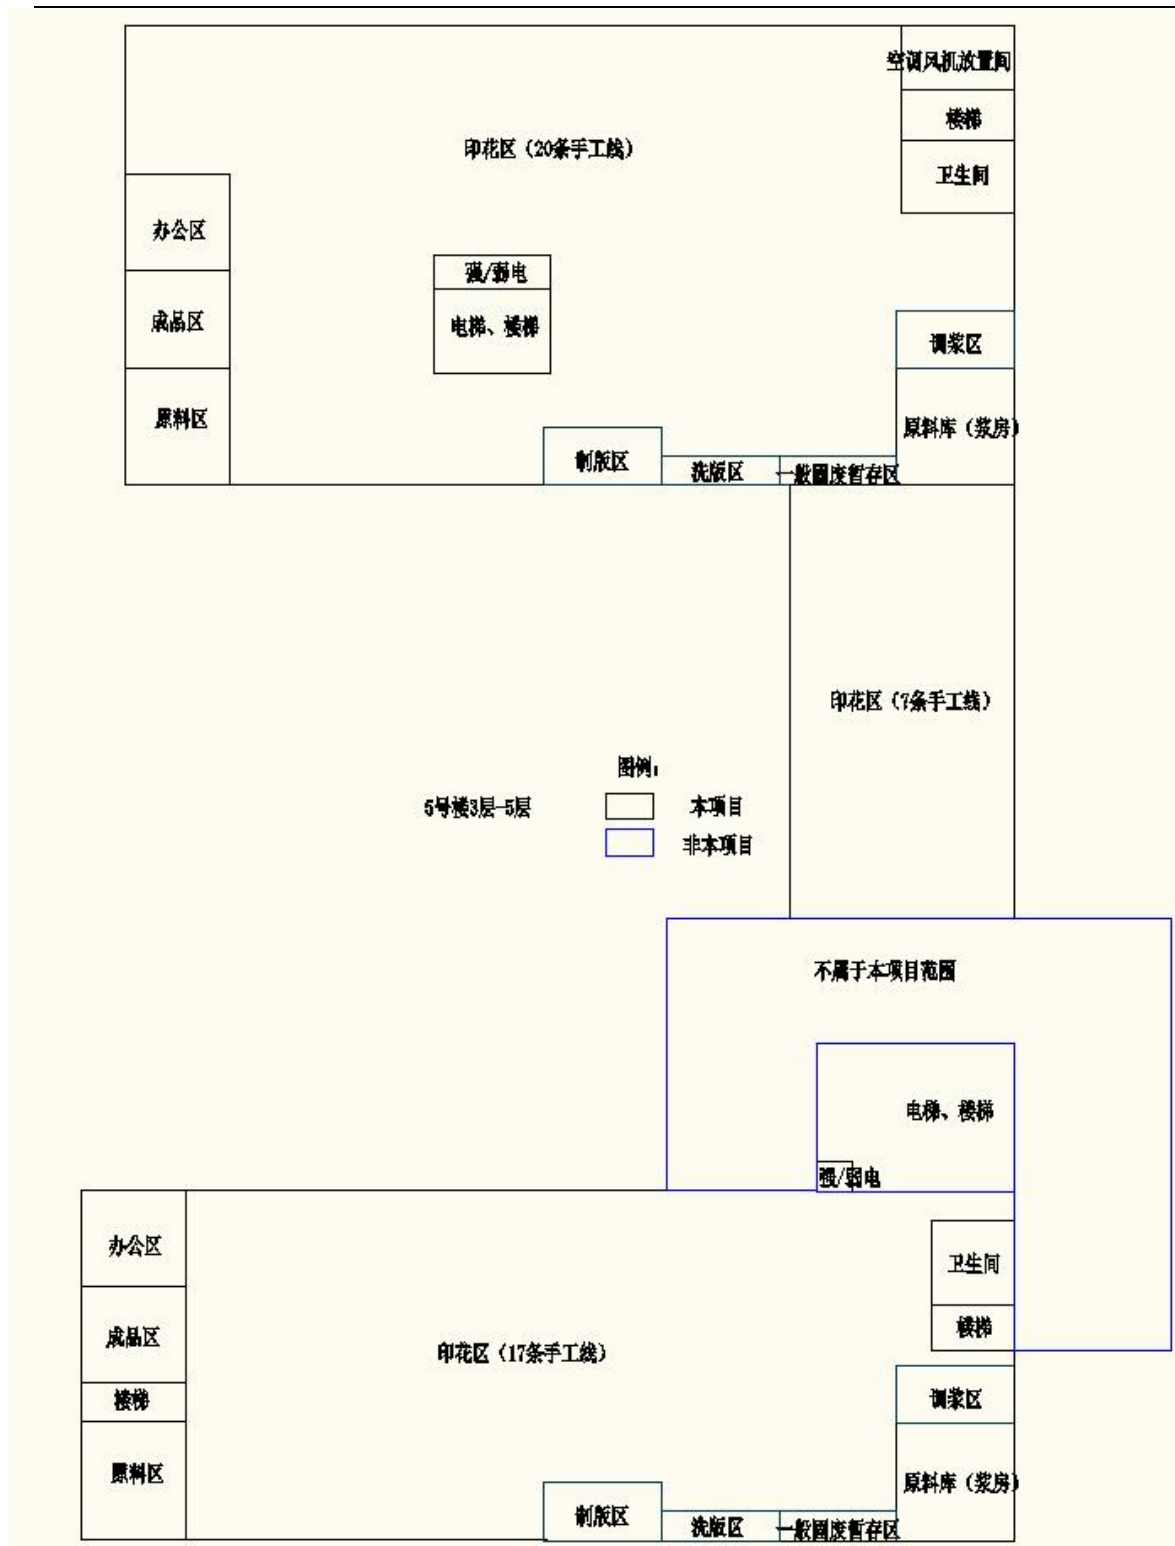 空调风机放置间
楼梯
印花区（20条手工线）
卫生间
办公区
强/弱电
成品区
电梯、楼梯
调浆区
原料区
原料库（浆房）
制版区
洗版区
一般固废暂存区
印花区（7条手工线）
图例：
5号楼3层-5层
本项目
非本项目
不属于本项目范围
电梯、楼梯
强/弱电
办公区
卫生间
成品区
楼梯
印花区（17条手工线）
楼梯
调浆区
原料区
原料库（浆房）
制版区
洗版区
一般固废暂存区